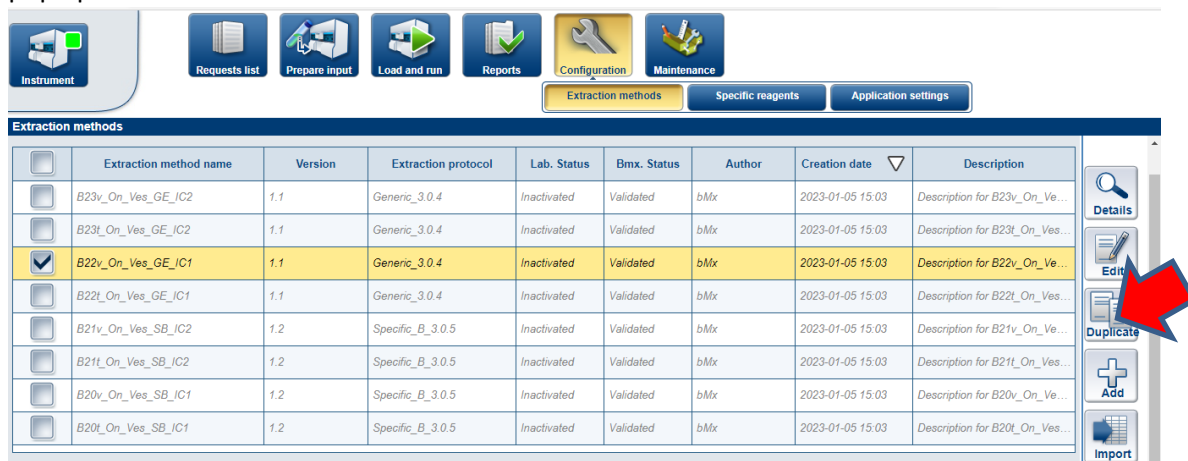 Instrument
Requests list
Prepare input
Load and run
Reports
Configuration
Maintenance
Extraction methods
Specific reagents
Application settings
Extraction methods
Extraction method name Version Extraction protocol Lab. Status Bmx. Status Author Creation date Description
B23v_On_Ves_GE_IC2 1.1 Generic_3.0.4 Inactivated Validated bMx 2023-01-05 15:03 Description for B23v_On_Ve...
B23t_On_Ves_GE_IC2 1.1 Generic_3.0.4 Inactivated Validated bMx 2023-01-05 15:03 Description for B23t_On_Ves...
B22v_On_Ves_GE_IC1 1.1 Generic_3.0.4 Inactivated Validated bMx 2023-01-05 15:03 Description for B22v_On_Ve...
B22t_On_Ves_GE_IC1 1.1 Generic_3.0.4 Inactivated Validated bMx 2023-01-05 15:03 Description for B22t_On_Ves...
B21v_On_Ves_SB_IC2 1.2 Specific_B_3.0.5 Inactivated Validated bMx 2023-01-05 15:03 Description for B21v_On_Ve...
B21t_On_Ves_SB_IC2 1.2 Specific_B_3.0.5 Inactivated Validated bMx 2023-01-05 15:03 Description for B21t_On_Ves...
B20v_On_Ves_SB_IC1 1.2 Specific_B_3.0.5 Inactivated Validated bMx 2023-01-05 15:03 Description for B20v_On_Ve...
B20t_On_Ves_SB_IC1 1.2 Specific_B_3.0.5 Inactivated Validated bMx 2023-01-05 15:03 Description for B20t_On_Ves...
Details
Edit
Duplicate
Add
Import